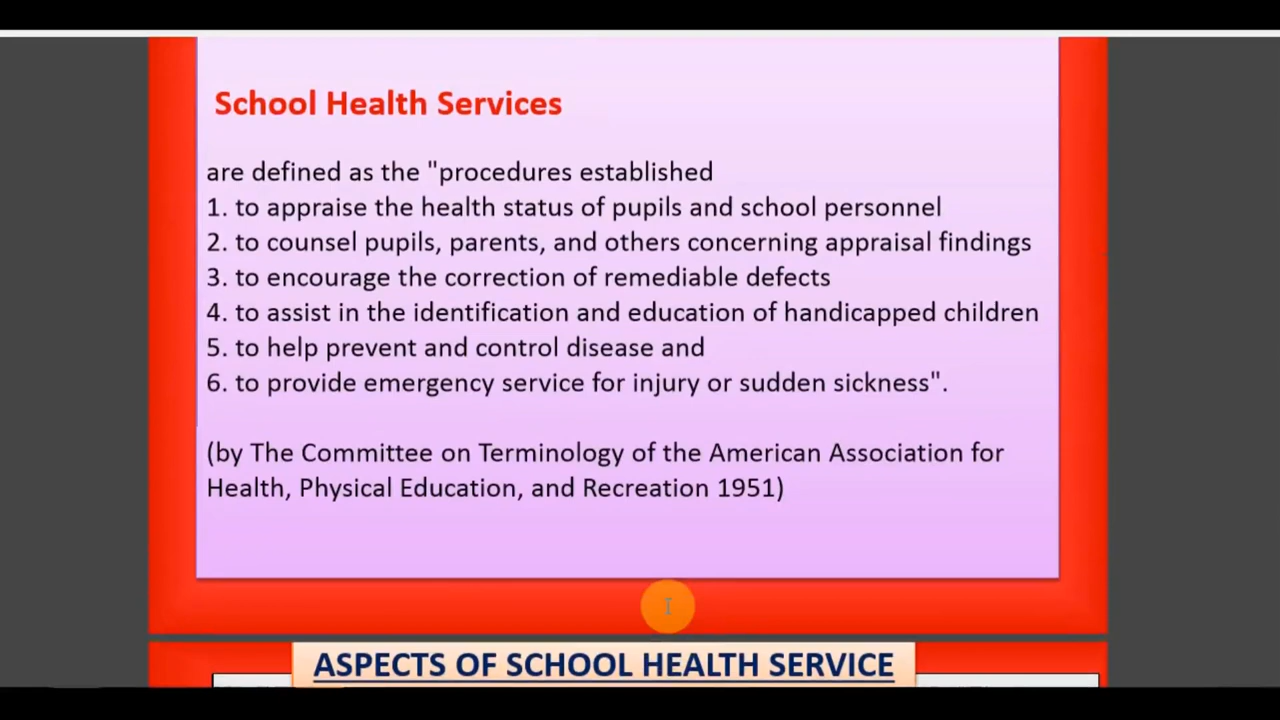 School Health Services
are defined as the "procedures established
1. to appraise the health status of pupils and school personnel
2. to counsel pupils, parents, and others concerning appraisal findings
3. to encourage the correction of remediable defects
4. to assist in the identification and education of handicapped children
5. to help prevent and control disease and
6. to provide emergency service for injury or sudden sickness".
(by The Committee on Terminology of the American Association for
Health, Physical Education, and Recreation 1951)
ASPECTS OF SCHOOL HEALTH SERVICE